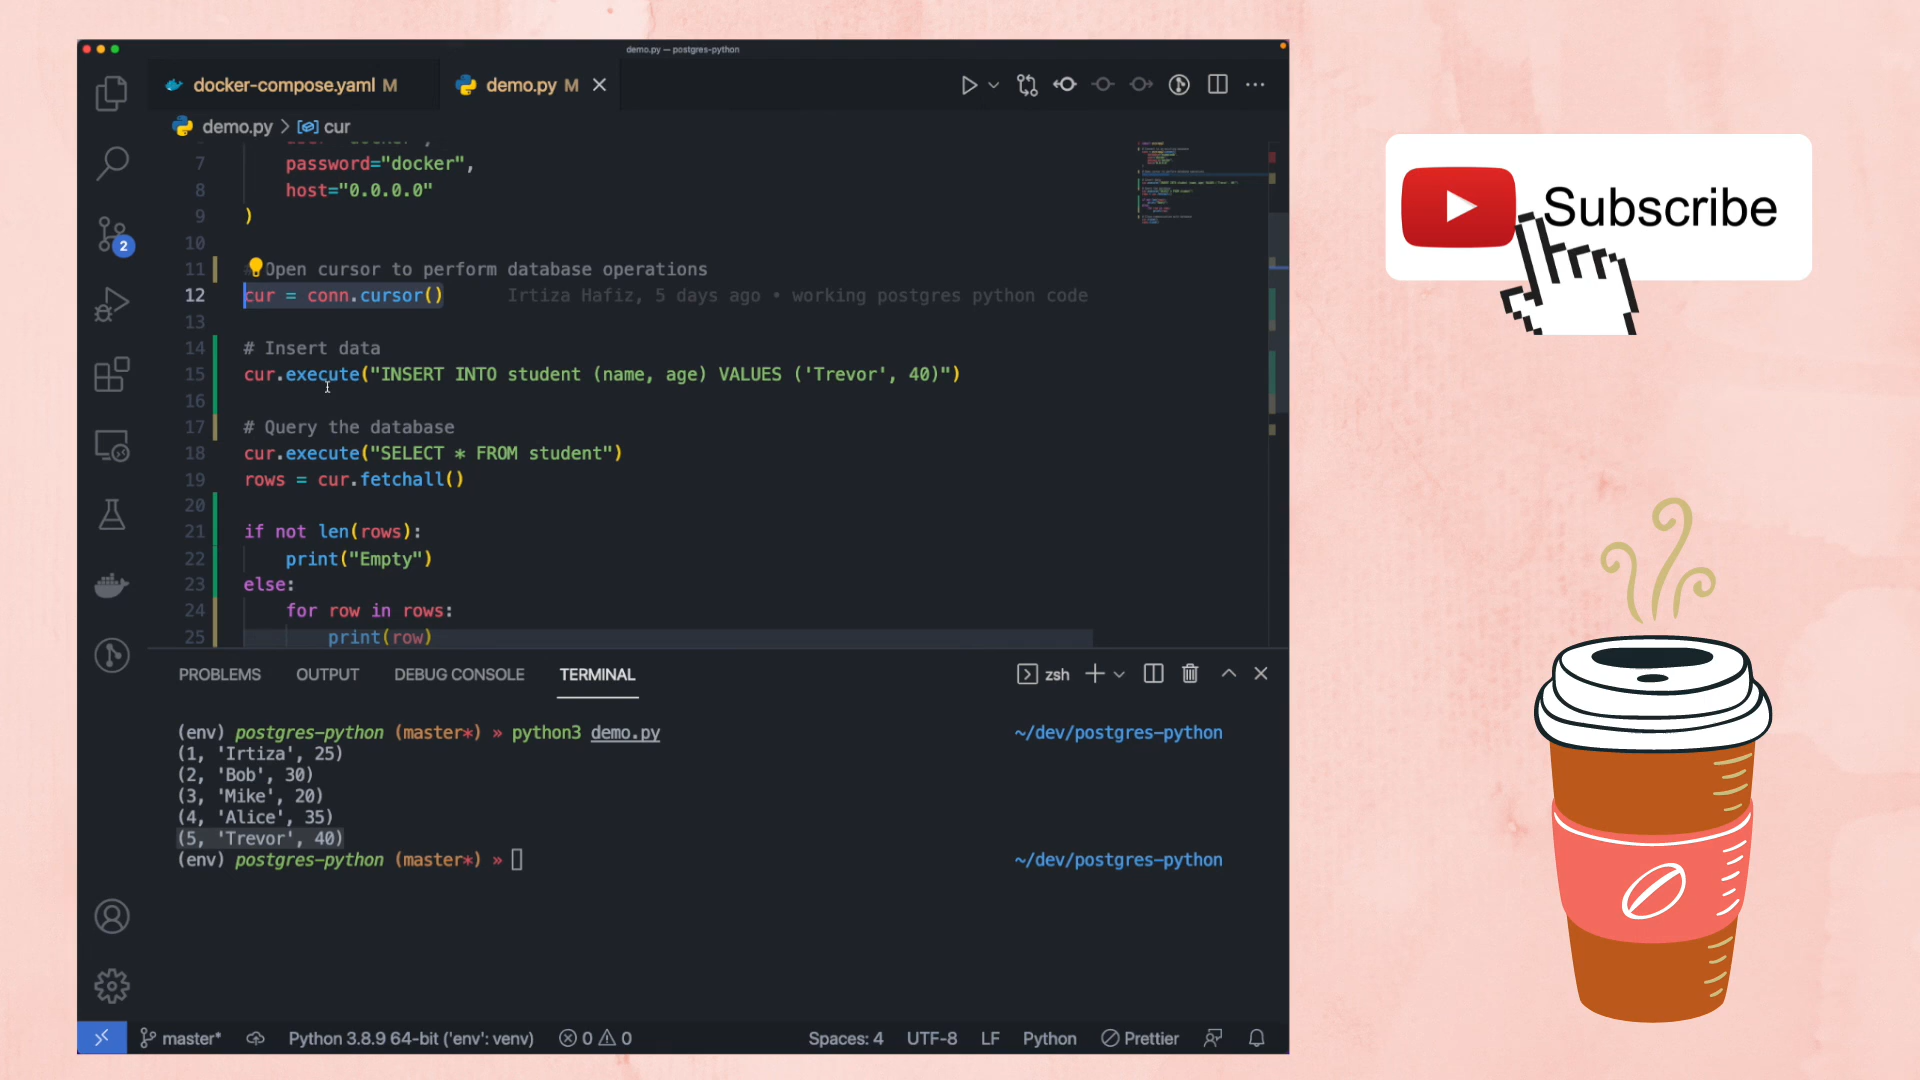 demo.py — postgres-python
docker-compose.yaml M
demo.py M
demo.py > cur
7 password="docker",
8 host="0.0.0.0"
9 )
10
11 # Open cursor to perform database operations
12 cur = conn.cursor() Irtiza Hafiz, 5 days ago • working postgres python code
13
14 # Insert data
15 cur.execute("INSERT INTO student (name, age) VALUES ('Trevor', 40)")
16
17 # Query the database
18 cur.execute("SELECT * FROM student")
19 rows = cur.fetchall()
20
21 if not len(rows):
22 print("Empty")
23 else:
24 for row in rows:
25 print(row)
2
PROBLEMS OUTPUT DEBUG CONSOLE TERMINAL zsh
(env) postgres-python (master*) » python3 demo.py ~/dev/postgres-python
(1, 'Irtiza', 25)
(2, 'Bob', 30)
(3, 'Mike', 20)
(4, 'Alice', 35)
(5, 'Trevor', 40)
(env) postgres-python (master*) » ~/dev/postgres-python
master* Python 3.8.9 64-bit ('env': venv) 0 0 Spaces: 4 UTF-8 LF Python Prettier
Subscribe